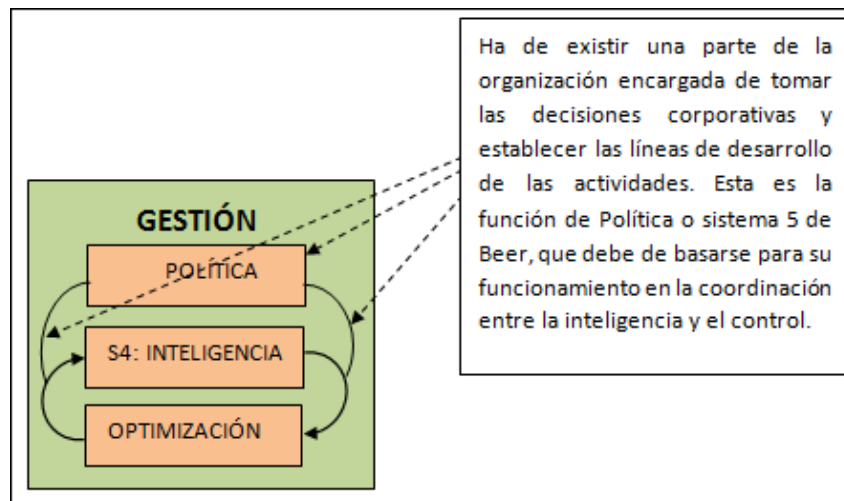 GESTIÓN
POLÍTICA
S4: INTELIGENCIA
OPTIMIZACIÓN
Ha de existir una parte de la
organización encargada de tomar
las decisiones corporativas y
establecer las líneas de desarrollo
de las actividades. Esta es la
función de Política o sistema 5 de
Beer, que debe de basarse para su
funcionamiento en la coordinación
entre la inteligencia y el control.